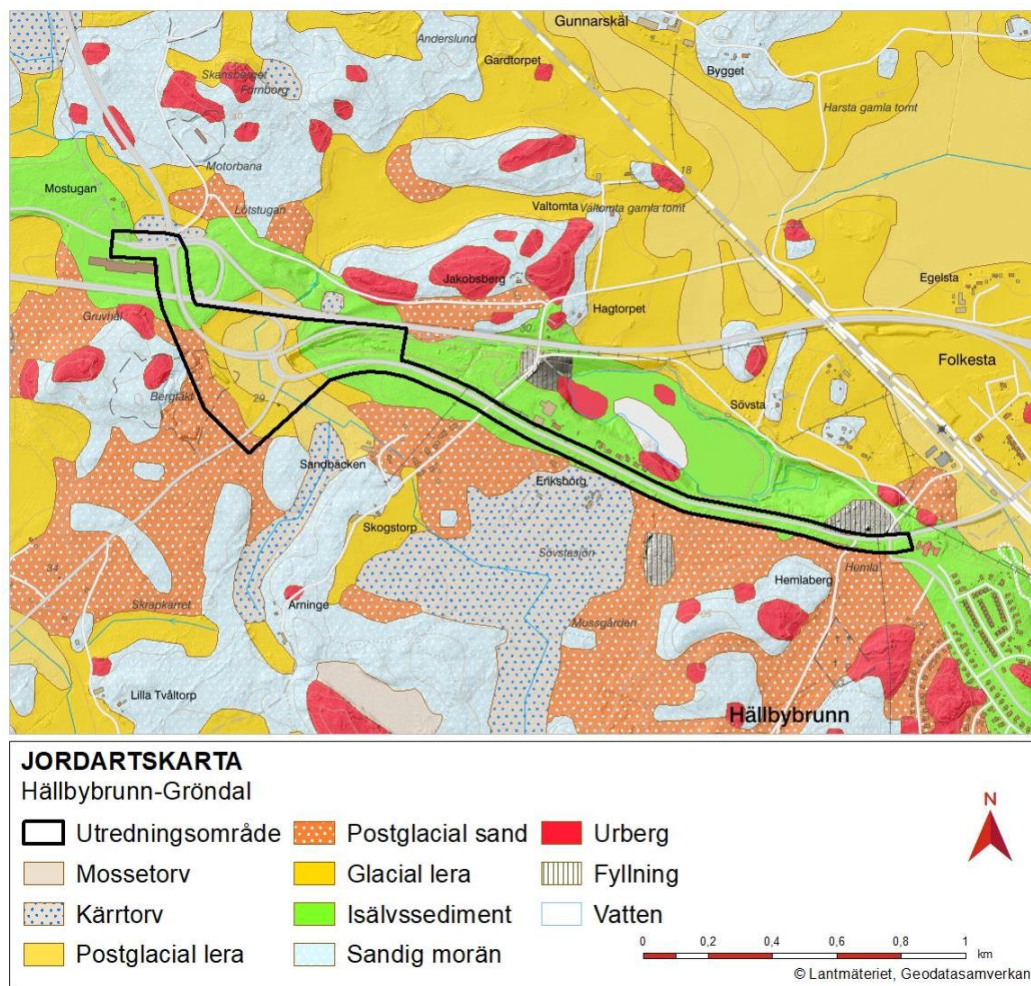 Gunnarskäl
Anderslund
Gardtorpet
Bygget
Skansberget
Fornborg
Harsta gamla tomt
Motorbana
18
Mostugan
Lötstugan
Valtomta
Valtomta gamla tomt
Jakobsberg
Egelsta
Hagtorpet
Gruvhål
30
Folkesta
Bergtäkt
29
Sövsta
Sandbäcken
Eriksborg
Skogstorp
Sövstasjön
34
Hemla
Skrapkärret
Arninge
Hemlaberg
Mossgården
Lilla Tvåltorp
Hällbybrunn
JORDARTSKARTA
Hällbybrunn-Gröndal
Utredningsområde
Postglacial sand
Urberg
N
Mossetorv
Glacial lera
Fyllning
Kärrtorv
Isälvssediment
Vatten
Postglacial lera
Sandig morän
0 0,2 0,4 0,6 0,8 1
km
© Lantmäteriet, Geodatasamverkan